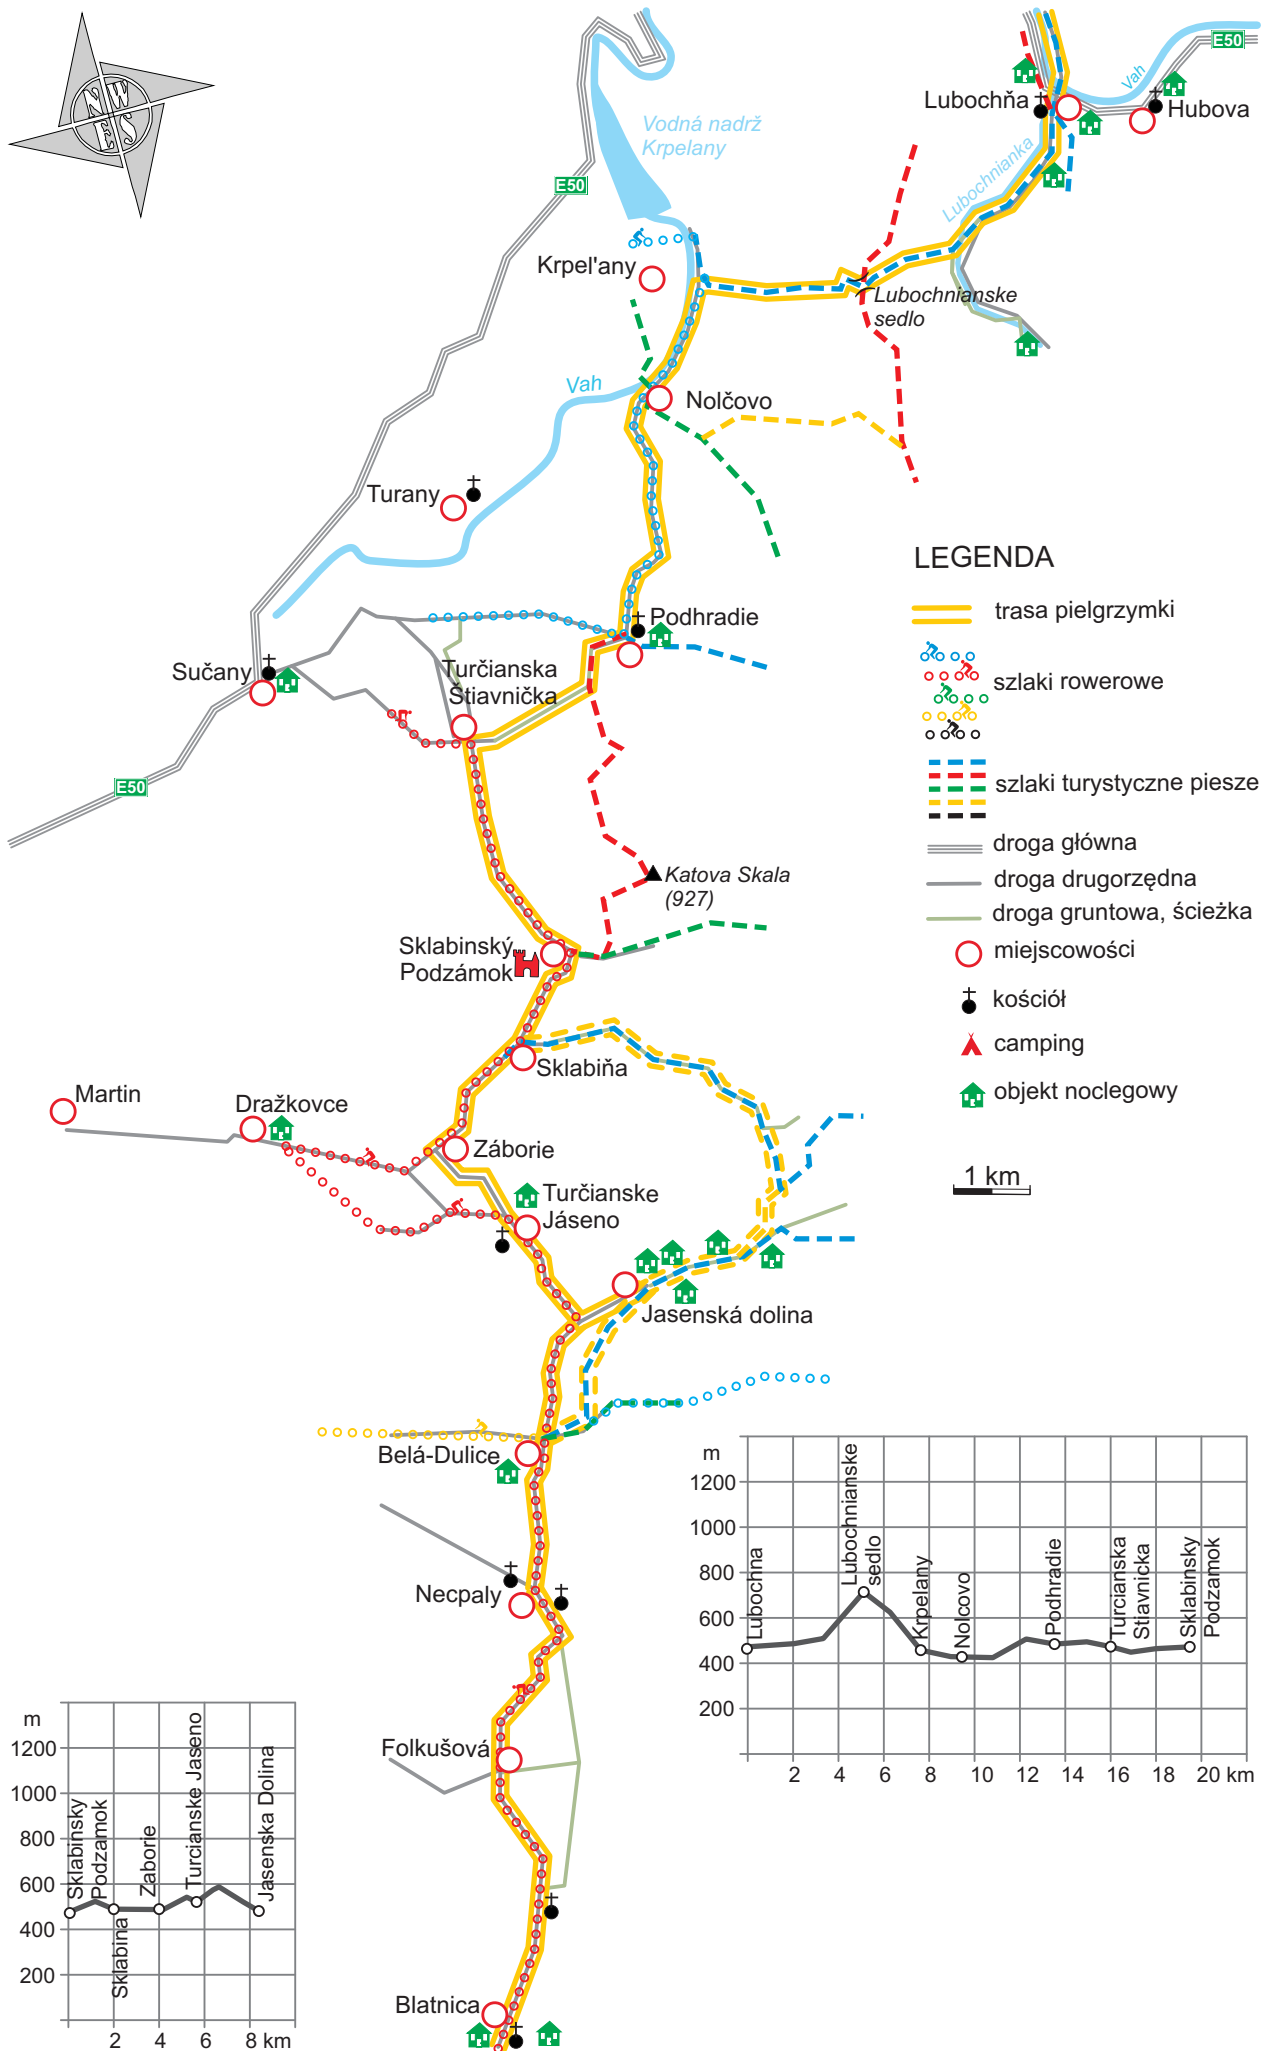 N
W
E
S
E50
Lubochňa
Vah
Hubova
Vodná nadrž
Krpelany
E50
Lubochnianka
Krpel'any
Lubochnianske
sedlo
Vah
Nolčovo
Turany
LEGENDA
trasa pielgrzymki
szlaki rowerowe
szlaki turystyczne piesze
droga główna
droga drugorzędna
droga gruntowa, ścieżka
miejscowości
kościół
camping
objekt noclegowy
1 km
Podhradie
Sučany
Turčianska
Štiavnička
E50
Katova Skala
(927)
Sklabinský
Podzámok
Sklabiňa
Martin
Dražkovce
Záborie
Turčianske
Jáseno
Jasenská dolina
Belá-Dulice
Necpaly
Folkušová
Blatnica
m
1200
1000
800
600
400
200
Lubochna
Lubochnianske
sedlo
Krpelany
Nolcovo
Podhradie
Turcianska
Stiavnicka
Sklabinsky
Podzamok
2 4 6 8 10 12 14 16 18 20 km
m
1200
1000
800
600
400
200
Sklabinsky
Podzamok
Sklabina
Zaborie
Turcianske Jaseno
Jasenska Dolina
2 4 6 8 km